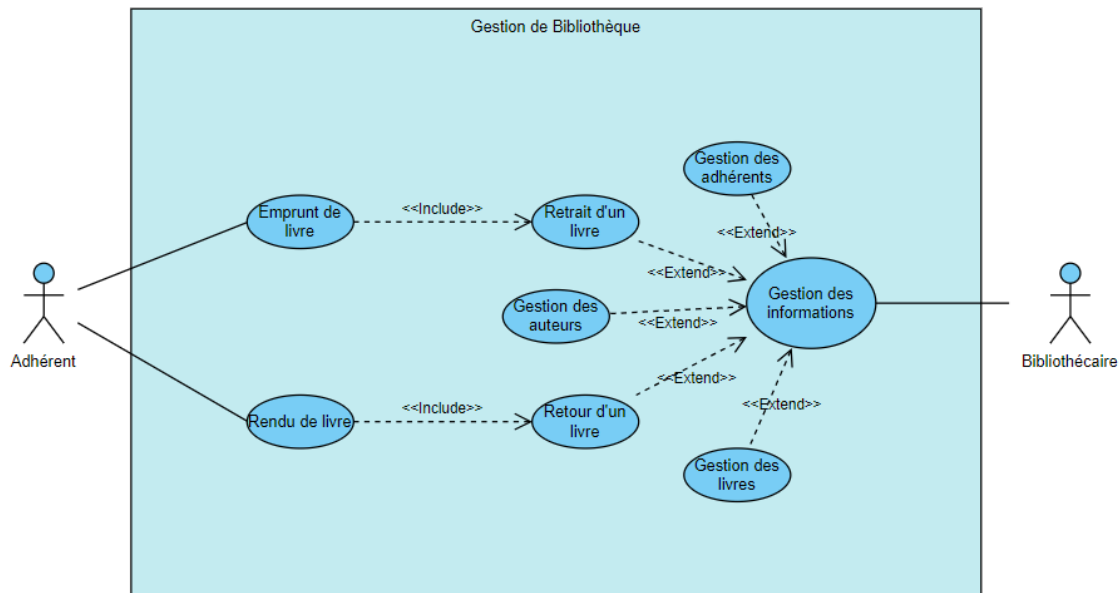 Gestion de Bibliothèque
Gestion des
adhérents
Emprunt de
livre
<<Include>>
Retrait d'un
livre
<<Extend>>
<<Extend>>
Gestion des
informations
Gestion des
auteurs
<<Extend>>
Adhérent
Bibliothécaire
<<Extend>>
Rendu de livre
<<Include>>
Retour d'un
livre
<<Extend>>
Gestion des
livres